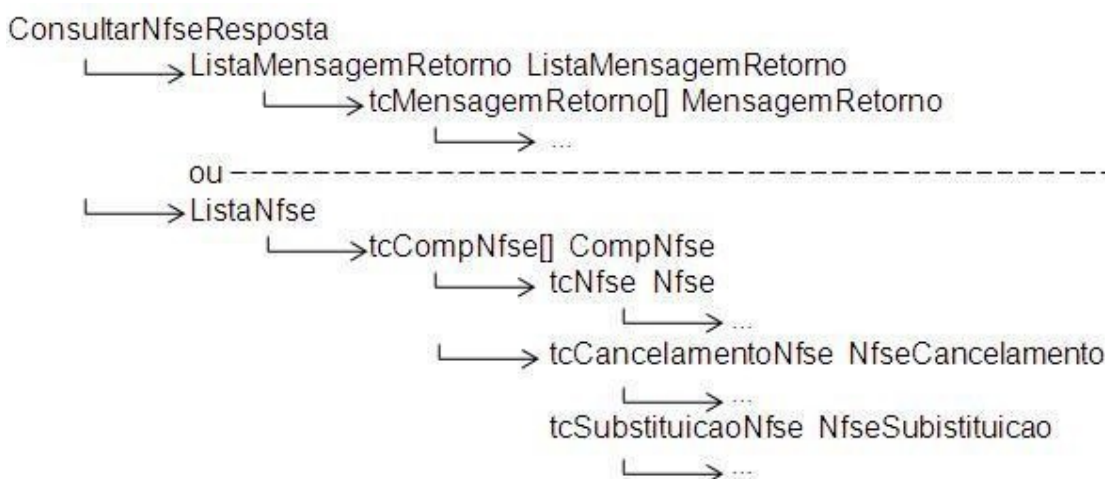 ConsultarNfseResposta
ListaMensagemRetorno ListaMensagemRetorno
tcMensagemRetorno[] MensagemRetorno
...
ou
ListaNfse
tcCompNfse[] CompNfse
tcNfse Nfse
...
tcCancelamentoNfse NfseCancelamento
...
tcSubstituicaoNfse NfseSubistituicao
...